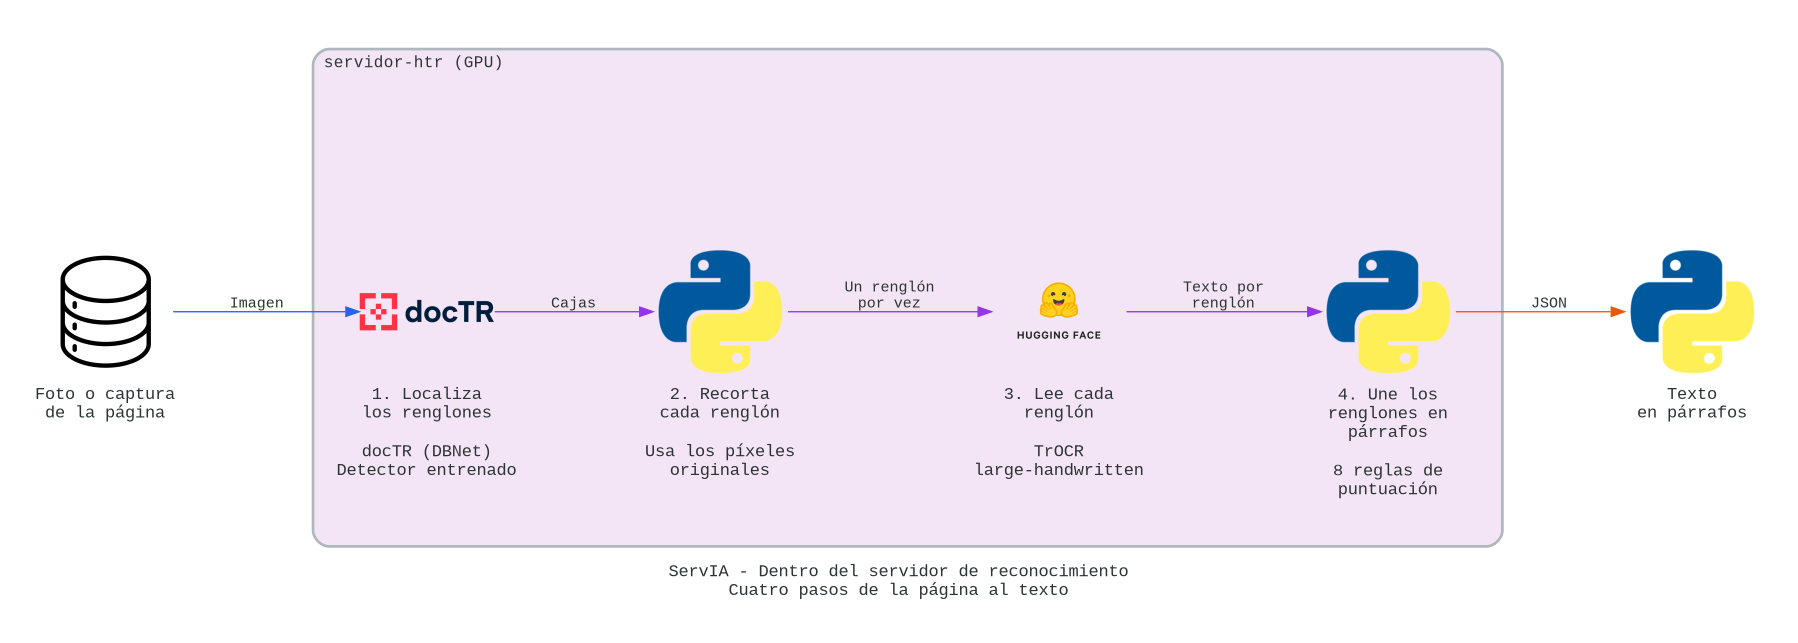 servidor-htr (GPU)
Imagen
docTR
Cajas
Un renglón
por vez
HUGGING FACE
Texto por
renglón
JSON
Foto o captura
de la página
1. Localiza
los renglones
docTR (DBNet)
Detector entrenado
2. Recorta
cada renglón
Usa los píxeles
originales
3. Lee cada
renglón
TrOCR
large-handwritten
4. Une los
renglones en
párrafos
8 reglas de
puntuación
Texto
en párrafos
ServIA - Dentro del servidor de reconocimiento
Cuatro pasos de la página al texto